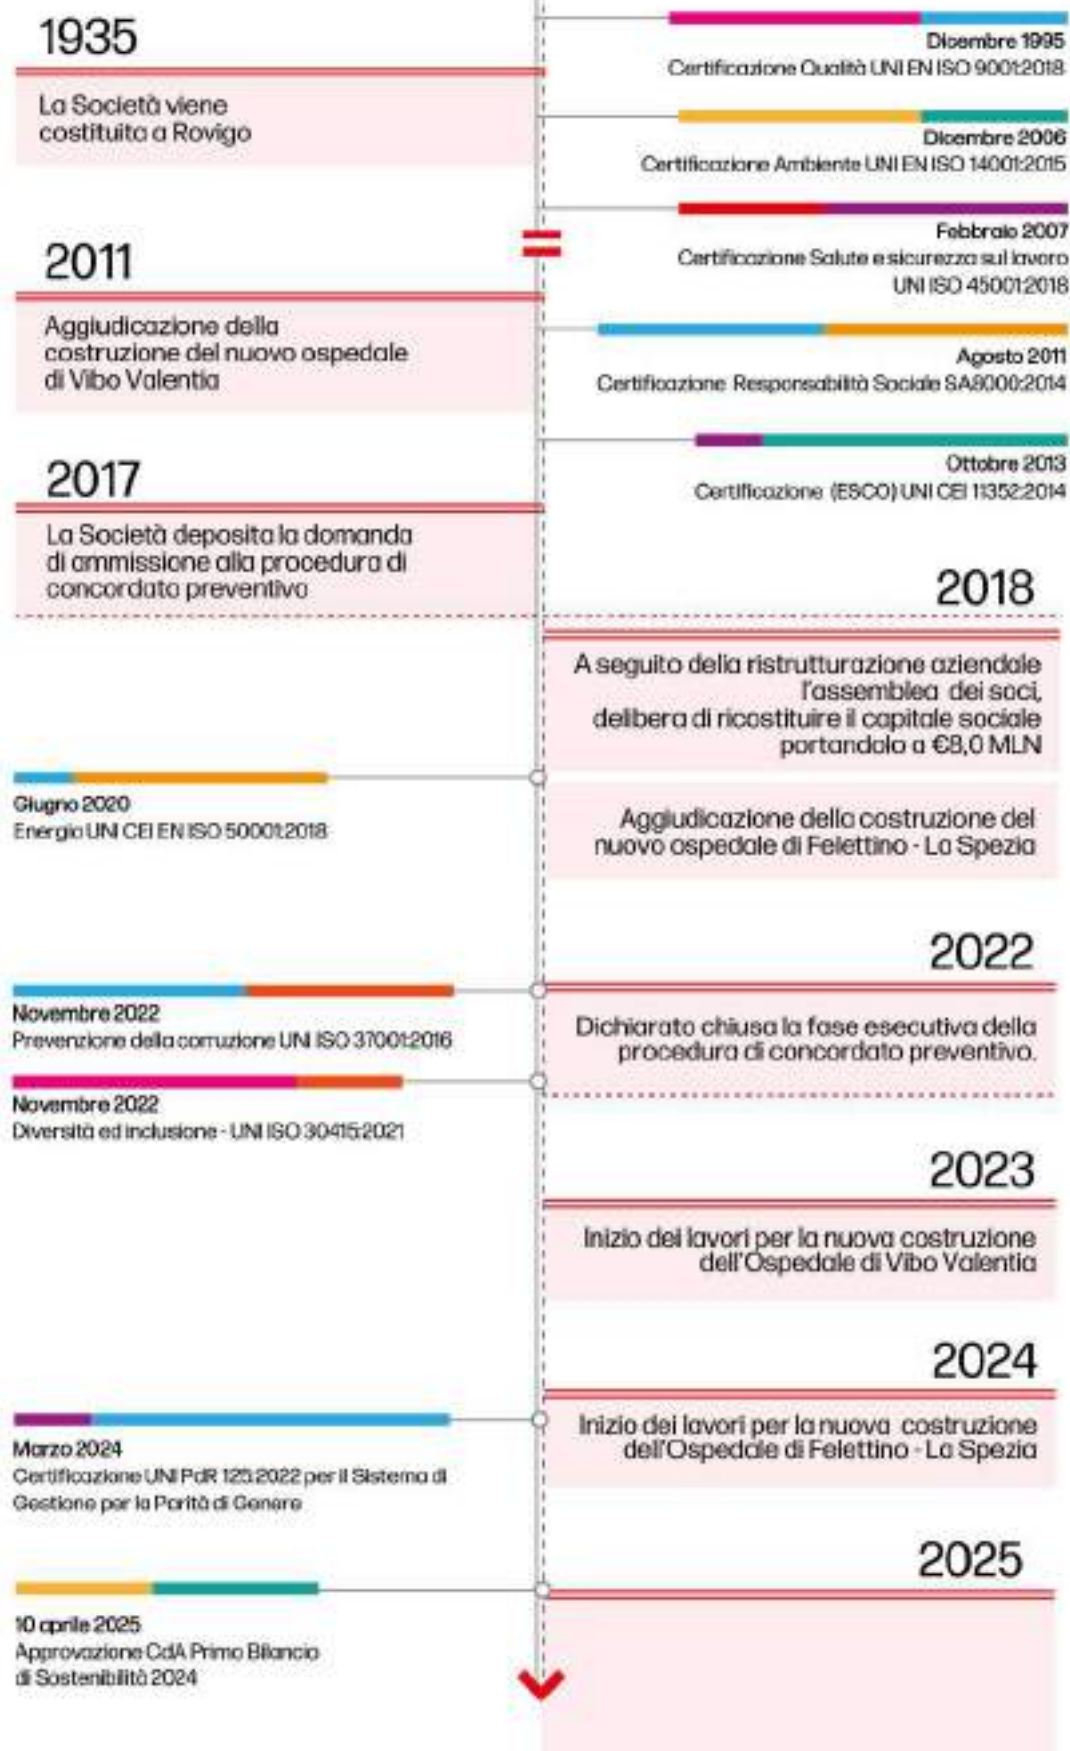 1935
La Società viene
costituita a Rovigo
Dicembre 1995
Certificazione Qualità UNI EN ISO 9001:2018
Dicembre 2006
Certificazione Ambiente UNI EN ISO 14001:2015
Febbraio 2007
Certificazione Salute e sicurezza sul lavoro
UNI ISO 45001:2018
2011
Aggiudicazione della
costruzione del nuovo ospedale
di Vibo Valentia
Agosto 2011
Certificazione Responsabilità Sociale SA8000:2014
Ottobre 2013
Certificazione (ESCO) UNI CEI 11352:2014
2017
La Società deposita la domanda
di ammissione alla procedura di
concordato preventivo
2018
A seguito della ristrutturazione aziendale
l'assemblea dei soci,
delibera di ricostituire il capitale sociale
portandolo a €8,0 MLN
Giugno 2020
Energia UNI CEI EN ISO 50001:2018
Aggiudicazione della costruzione del
nuovo ospedale di Felettino - La Spezia
2022
Dichiarato chiusa la fase esecutiva della
procedura di concordato preventivo.
Novembre 2022
Prevenzione della corruzione UNI ISO 37001:2016
Novembre 2022
Diversità ed inclusione - UNI ISO 30415:2021
2023
Inizio dei lavori per la nuova costruzione
dell'Ospedale di Vibo Valentia
2024
Inizio dei lavori per la nuova costruzione
dell'Ospedale di Felettino - La Spezia
Marzo 2024
Certificazione UNI PdR 125:2022 per il Sistema di
Gestione per la Parità di Genere
2025
10 aprile 2025
Approvazione CdA Primo Bilancio
di Sostenibilità 2024